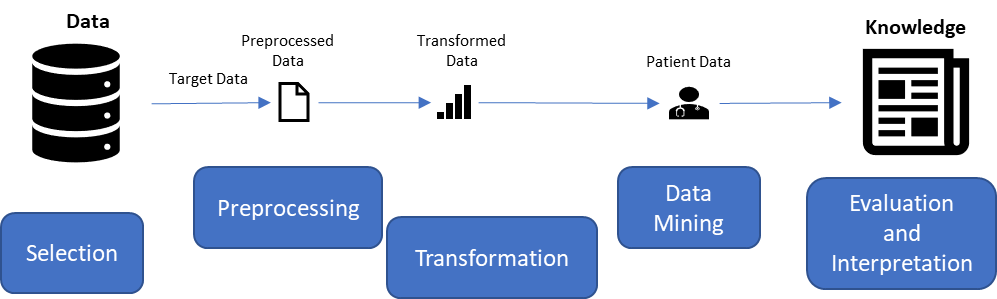 Data
Knowledge
Preprocessed
Data
Transformed
Data
Patient Data
Target Data
Selection
Preprocessing
Transformation
Data
Mining
Evaluation
and
Interpretation